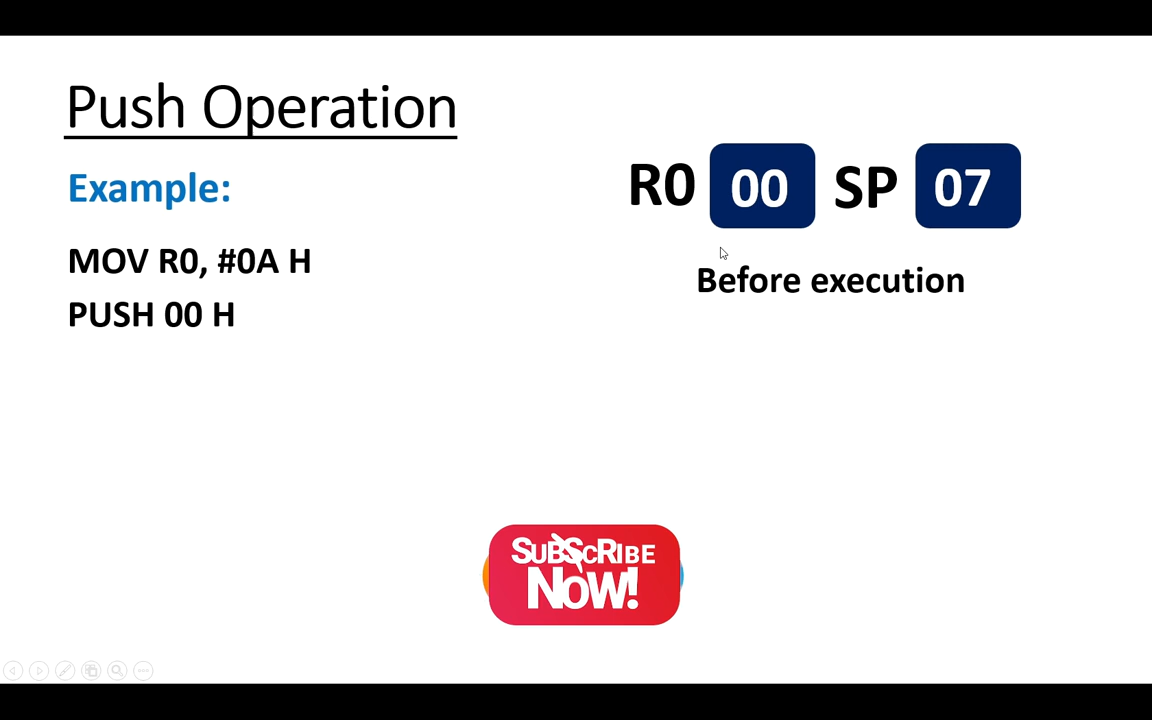 Push Operation
Example:
MOV R0, #0A H
PUSH 00 H
R0 00 SP 07
Before execution
SUBSCRIBE
NOW!